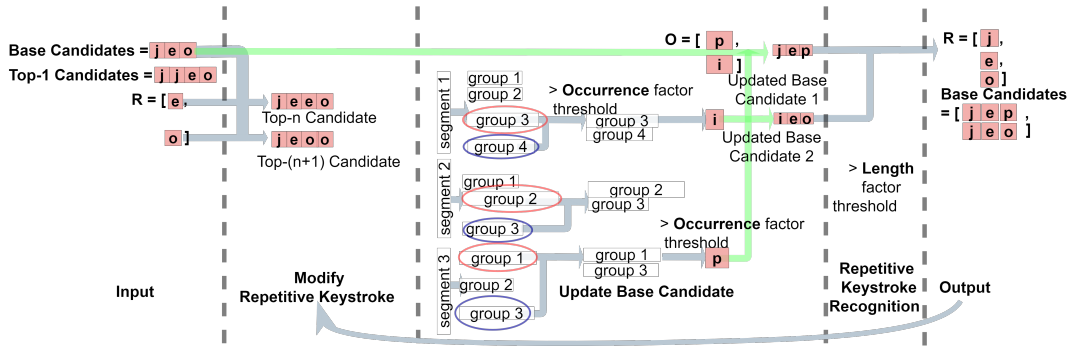 Base Candidates = j e o
Top-1 Candidates = j j e o
R = [ e ,
o ]
j e e o
Top-n Candidate
j e o o
Top-(n+1) Candidate
Input
Modify
Repetitive Keystroke
segment 1
group 1
group 2
group 3
group 4
> Occurrence factor
threshold
group 3
group 4
segment 2
group 1
group 2
group 3
group 2
group 3
segment 3
group 1
group 2
group 3
group 1
group 3
> Occurrence factor
threshold
p
i
O = [ p ,
i ]
j e p
Updated Base
Candidate 1
i e o
Updated Base
Candidate 2
Update Base Candidate
> Length
factor
threshold
Repetitive
Keystroke
Recognition
R = [ j ,
e ,
o ]
Base Candidates
= [ j e p ,
j e o ]
Output